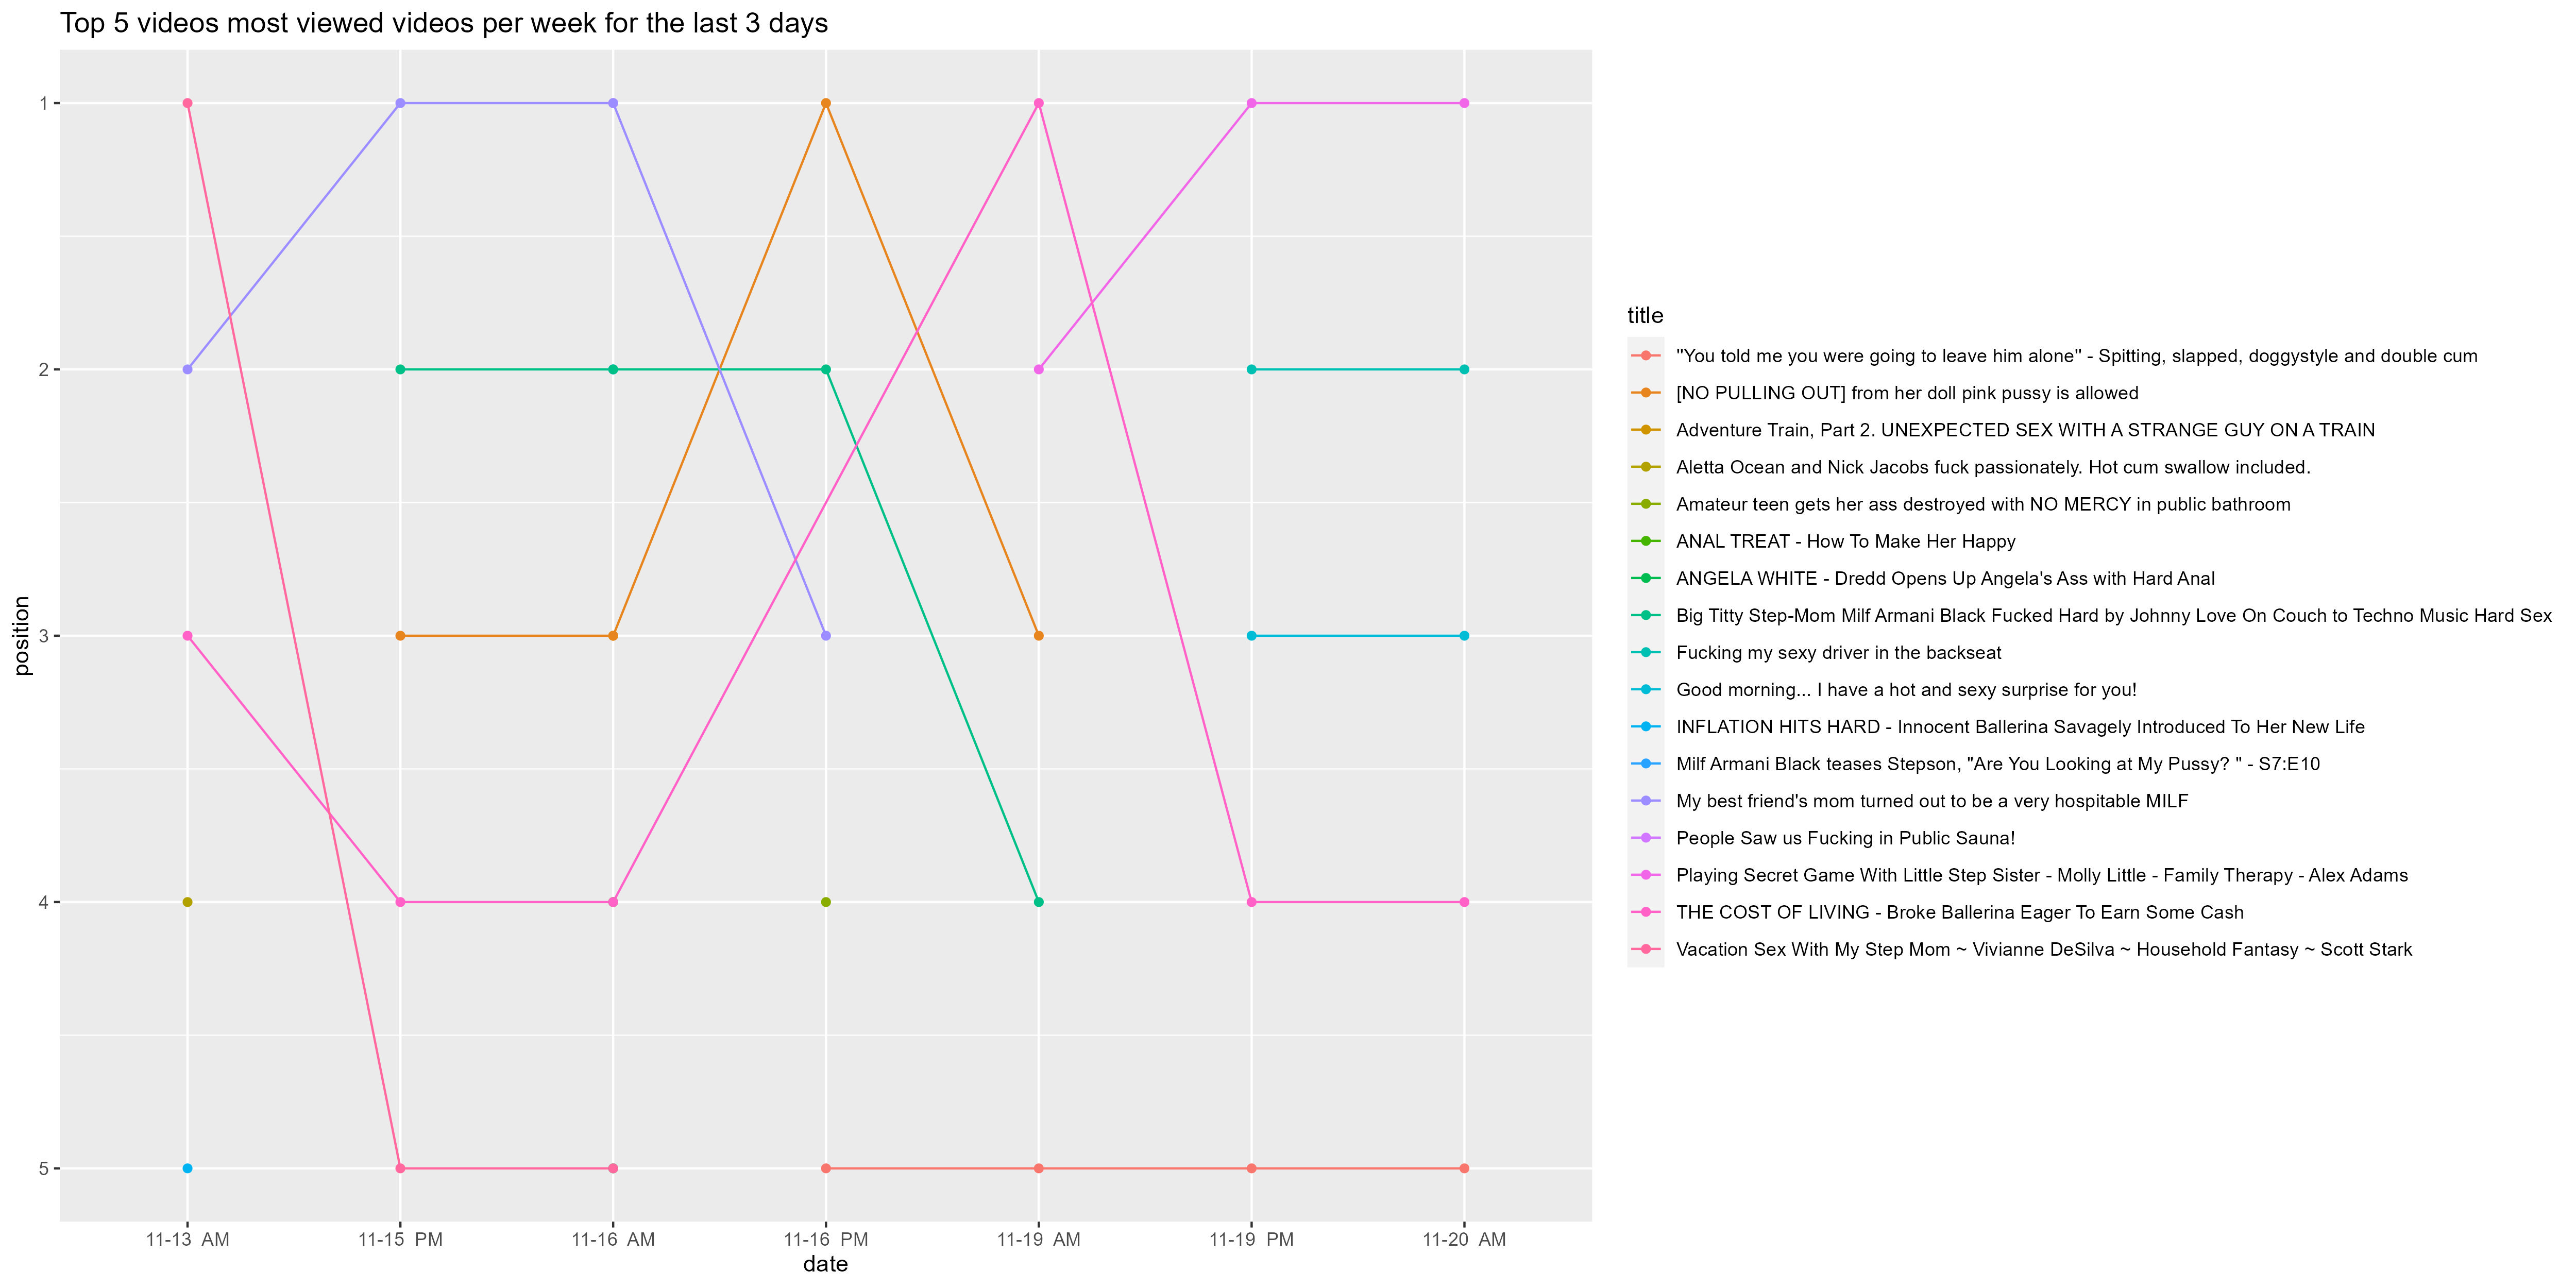 Top 5 videos most viewed videos per week for the last 3 days
position
1
2
3
4
5
11-13 AM
11-15 PM
11-16 AM
11-16 PM
11-19 AM
11-19 PM
11-20 AM
date
title
"You told me you were going to leave him alone" - Spitting, slapped, doggystyle and double cum
[NO PULLING OUT] from her doll pink pussy is allowed
Adventure Train, Part 2. UNEXPECTED SEX WITH A STRANGE GUY ON A TRAIN
Aletta Ocean and Nick Jacobs fuck passionately. Hot cum swallow included.
Amateur teen gets her ass destroyed with NO MERCY in public bathroom
ANAL TREAT - How To Make Her Happy
ANGELA WHITE - Dredd Opens Up Angela's Ass with Hard Anal
Big Titty Step-Mom Milf Armani Black Fucked Hard by Johnny Love On Couch to Techno Music Hard Sex
Fucking my sexy driver in the backseat
Good morning... I have a hot and sexy surprise for you!
INFLATION HITS HARD - Innocent Ballerina Savagely Introduced To Her New Life
Milf Armani Black teases Stepson, "Are You Looking at My Pussy? " - S7:E10
My best friend's mom turned out to be a very hospitable MILF
People Saw us Fucking in Public Sauna!
Playing Secret Game With Little Step Sister - Molly Little - Family Therapy - Alex Adams
THE COST OF LIVING - Broke Ballerina Eager To Earn Some Cash
Vacation Sex With My Step Mom ~ Vivianne DeSilva ~ Household Fantasy ~ Scott Stark